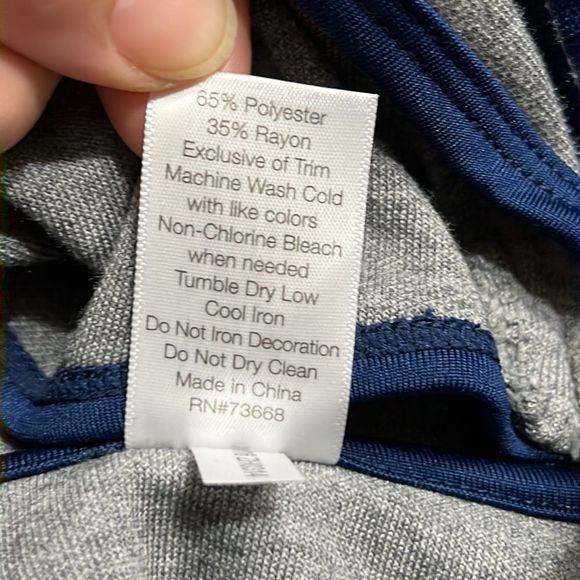 65% Polyester
35% Rayon
Exclusive of Trim
Machine Wash Cold
with like colors
Non-Chlorine Bleach
when needed
Tumble Dry Low
Cool Iron
Do Not Iron Decoration
Do Not Dry Clean
Made in China
RN#73668